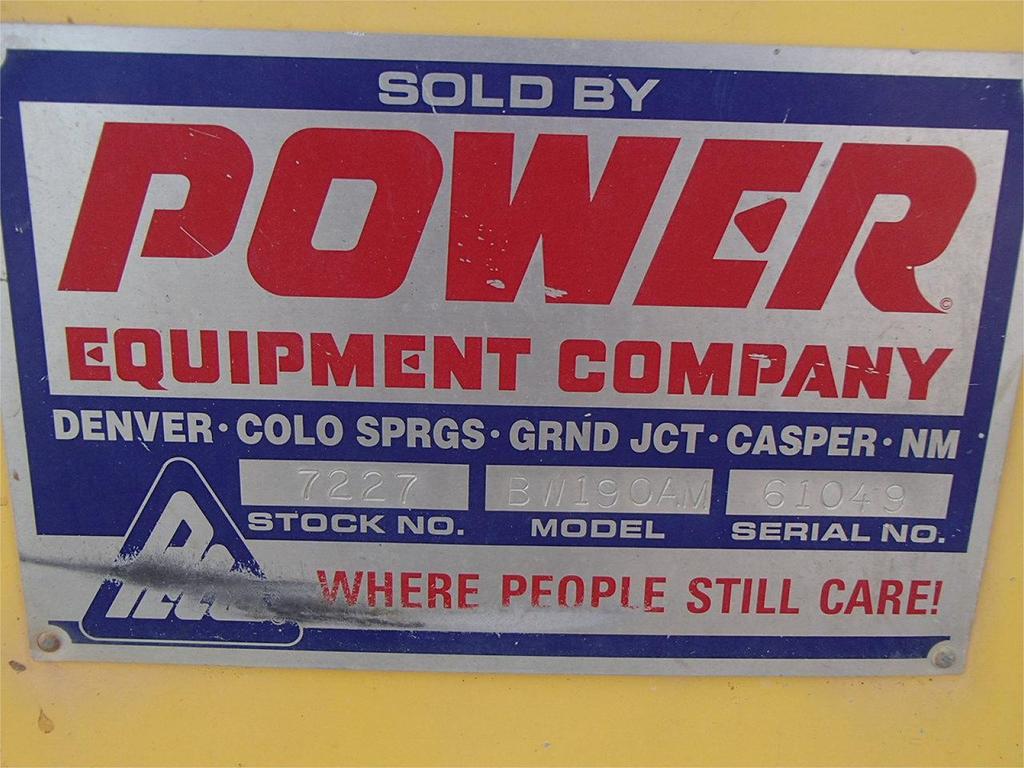 SOLD BY
POWER ©
EQUIPMENT COMPANY
DENVER · COLO SPRGS · GRND JCT · CASPER · NM
7227 BW190AM 61049
STOCK NO. MODEL SERIAL NO.
WHERE PEOPLE STILL CARE!